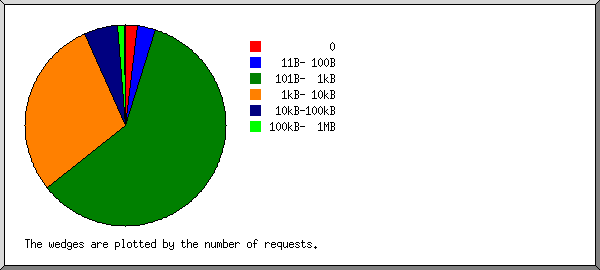 0
11B- 100B
101B-  1kB
1kB- 10kB
10kB-100kB
100kB-  1MB
The wedges are plotted by the number of requests.